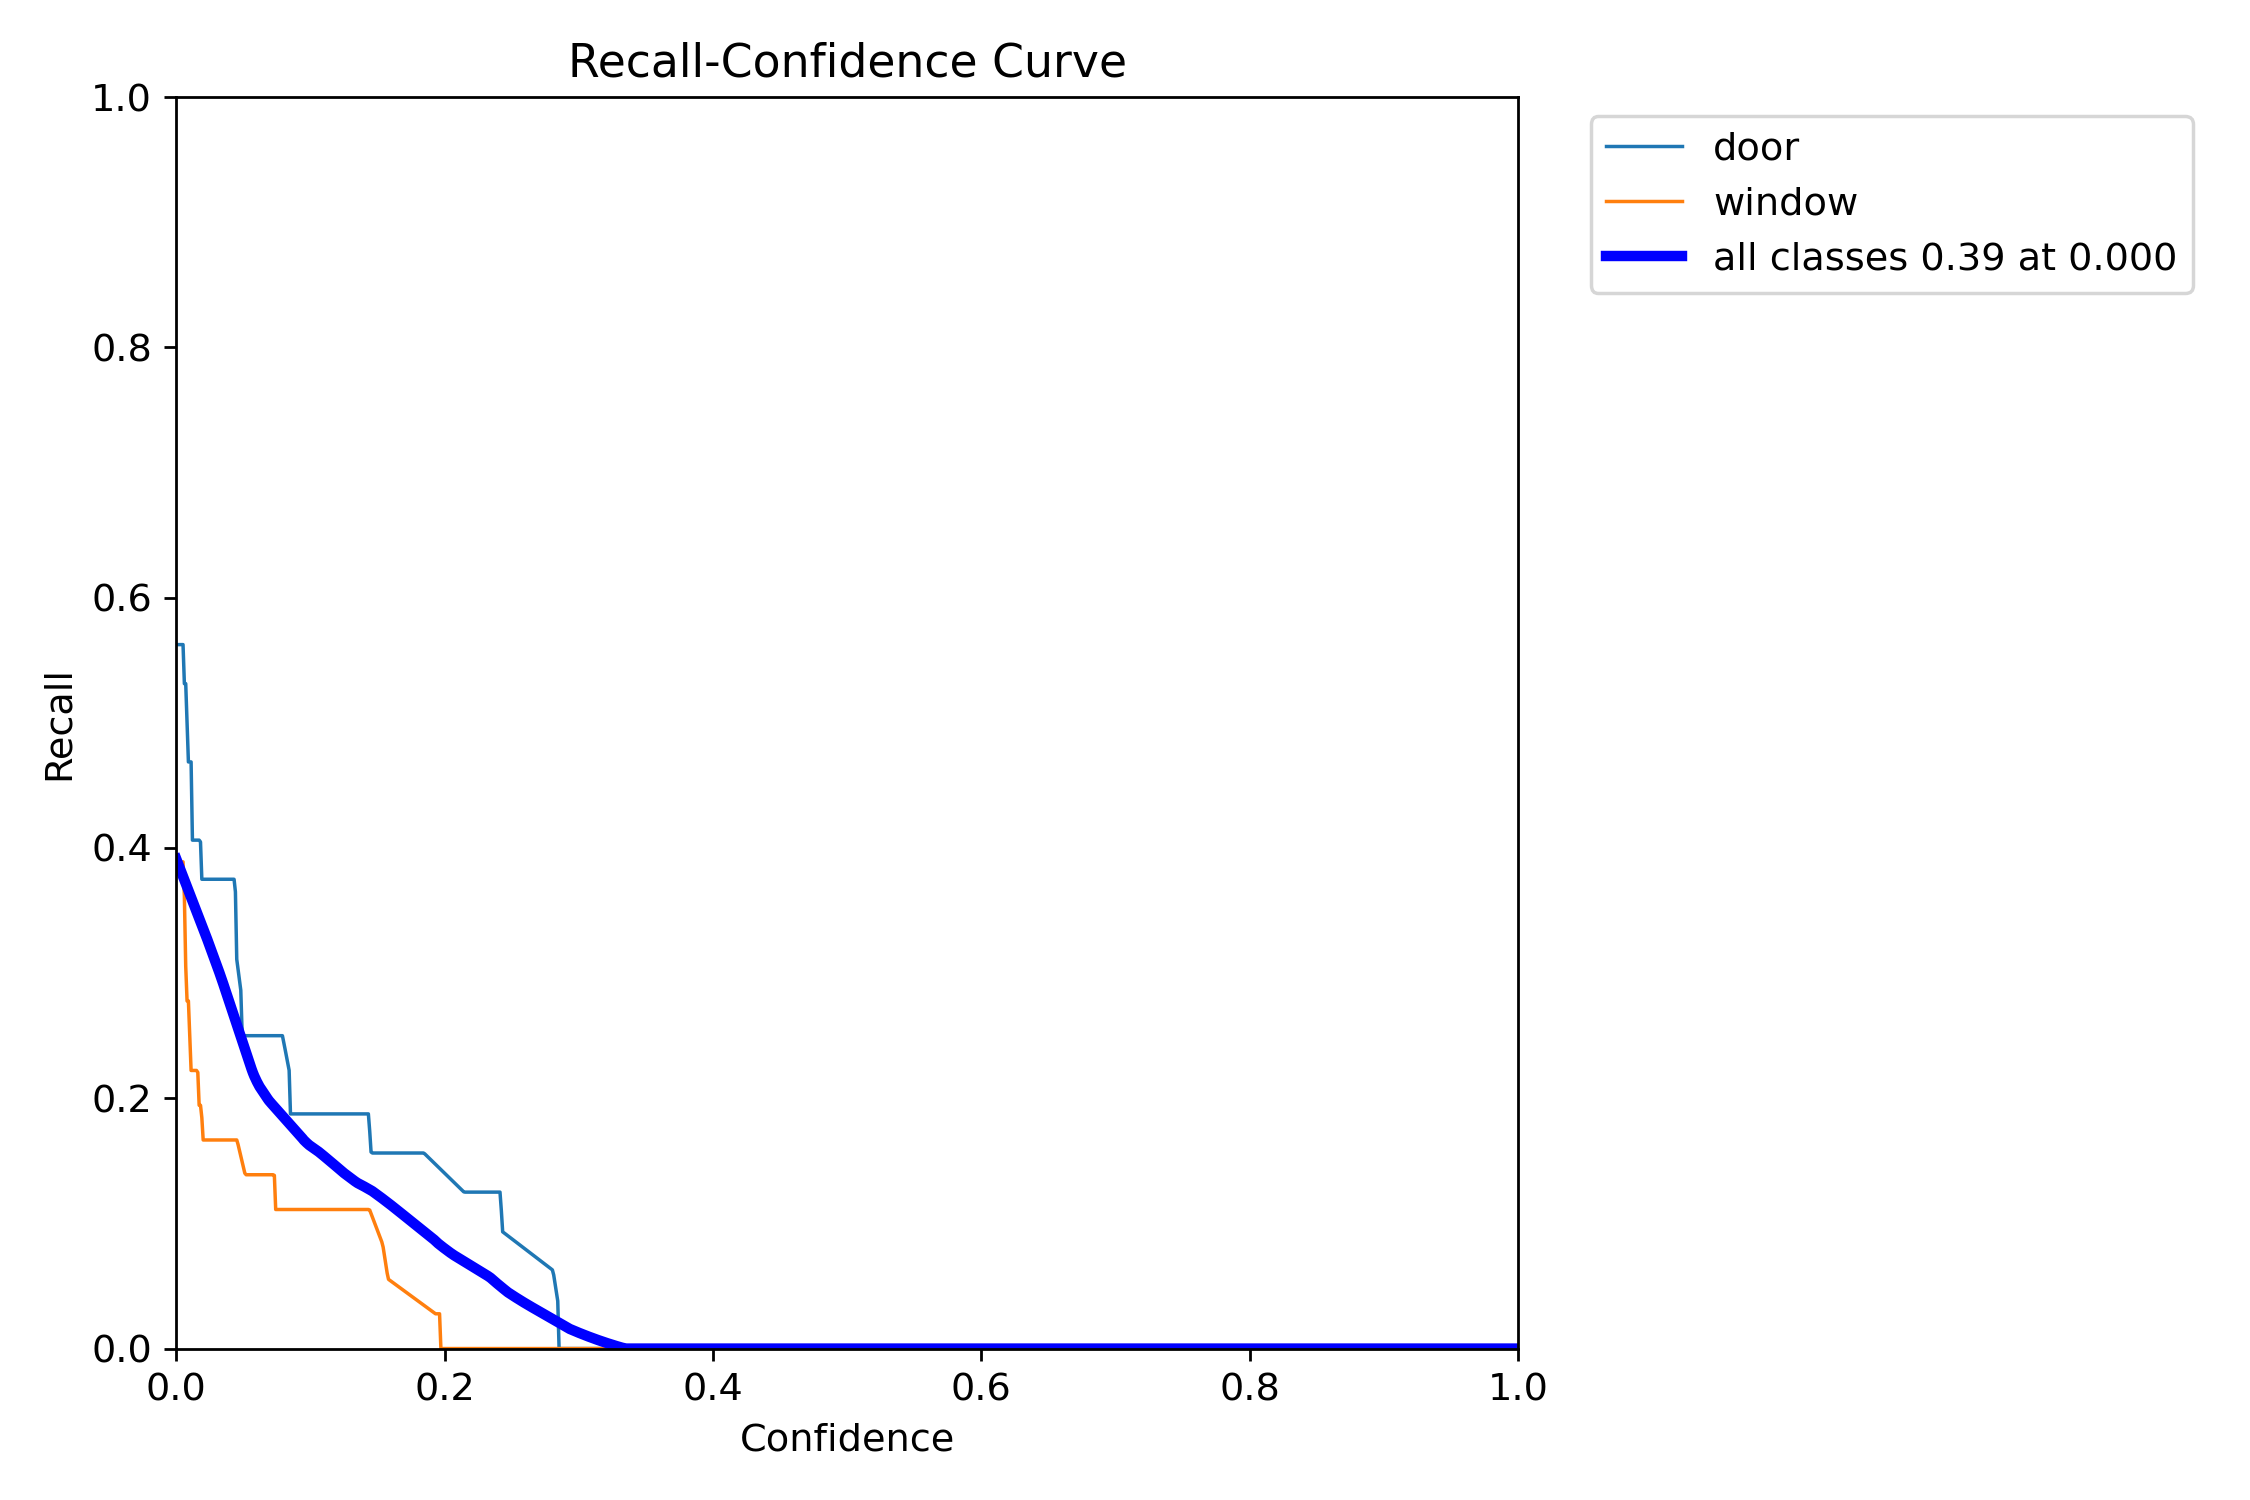 Recall-Confidence Curve
1.0
0.8
0.6
0.4
0.2
0.0
Recall
0.0 0.2 0.4 0.6 0.8 1.0
Confidence
door
window
all classes 0.39 at 0.000